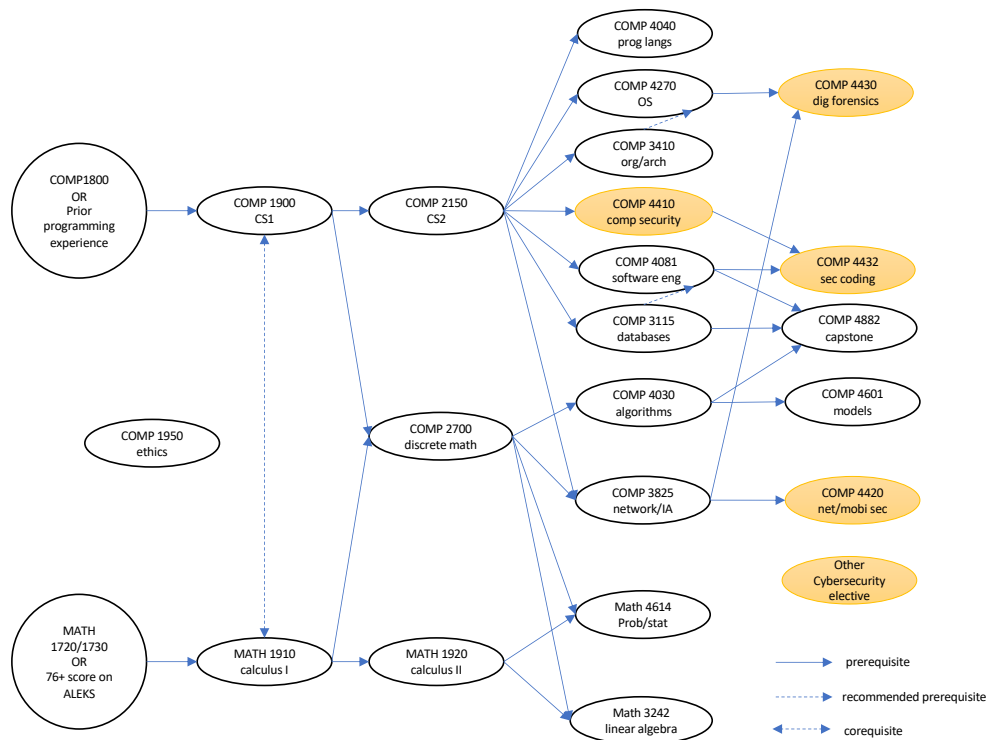 COMP 4040
prog langs
COMP 4270
OS
COMP 4430
dig forensics
COMP 3410
org/arch
COMP1800
OR
Prior
programming
experience
COMP 1900
CS1
COMP 2150
CS2
COMP 4410
comp security
COMP 4081
software eng
COMP 4432
sec coding
COMP 3115
databases
COMP 4882
capstone
COMP 4030
algorithms
COMP 4601
models
COMP 1950
ethics
COMP 2700
discrete math
COMP 3825
network/IA
COMP 4420
net/mobi sec
Other
Cybersecurity
elective
Math 4614
Prob/stat
MATH
1720/1730
OR
76+ score on
ALEKS
MATH 1910
calculus I
MATH 1920
calculus II
Math 3242
linear algebra
prerequisite
recommended prerequisite
corequisite